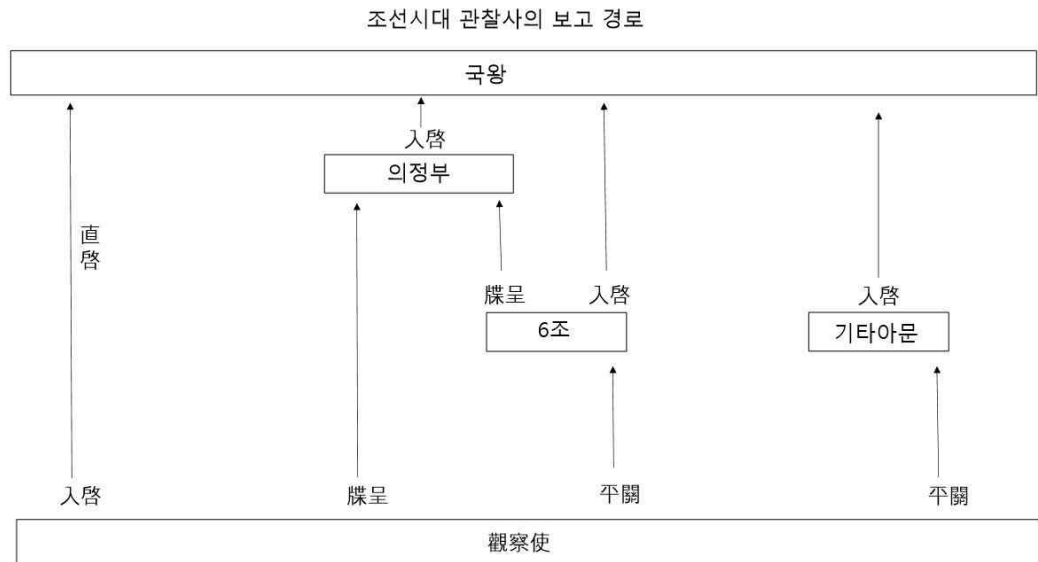 조선시대 관찰사의 보고 경로
국왕
入啓
의정부
直
啓
牒呈 入啓 入啓
6조 기타아문
入啓 牒呈 平關 平關
觀察使